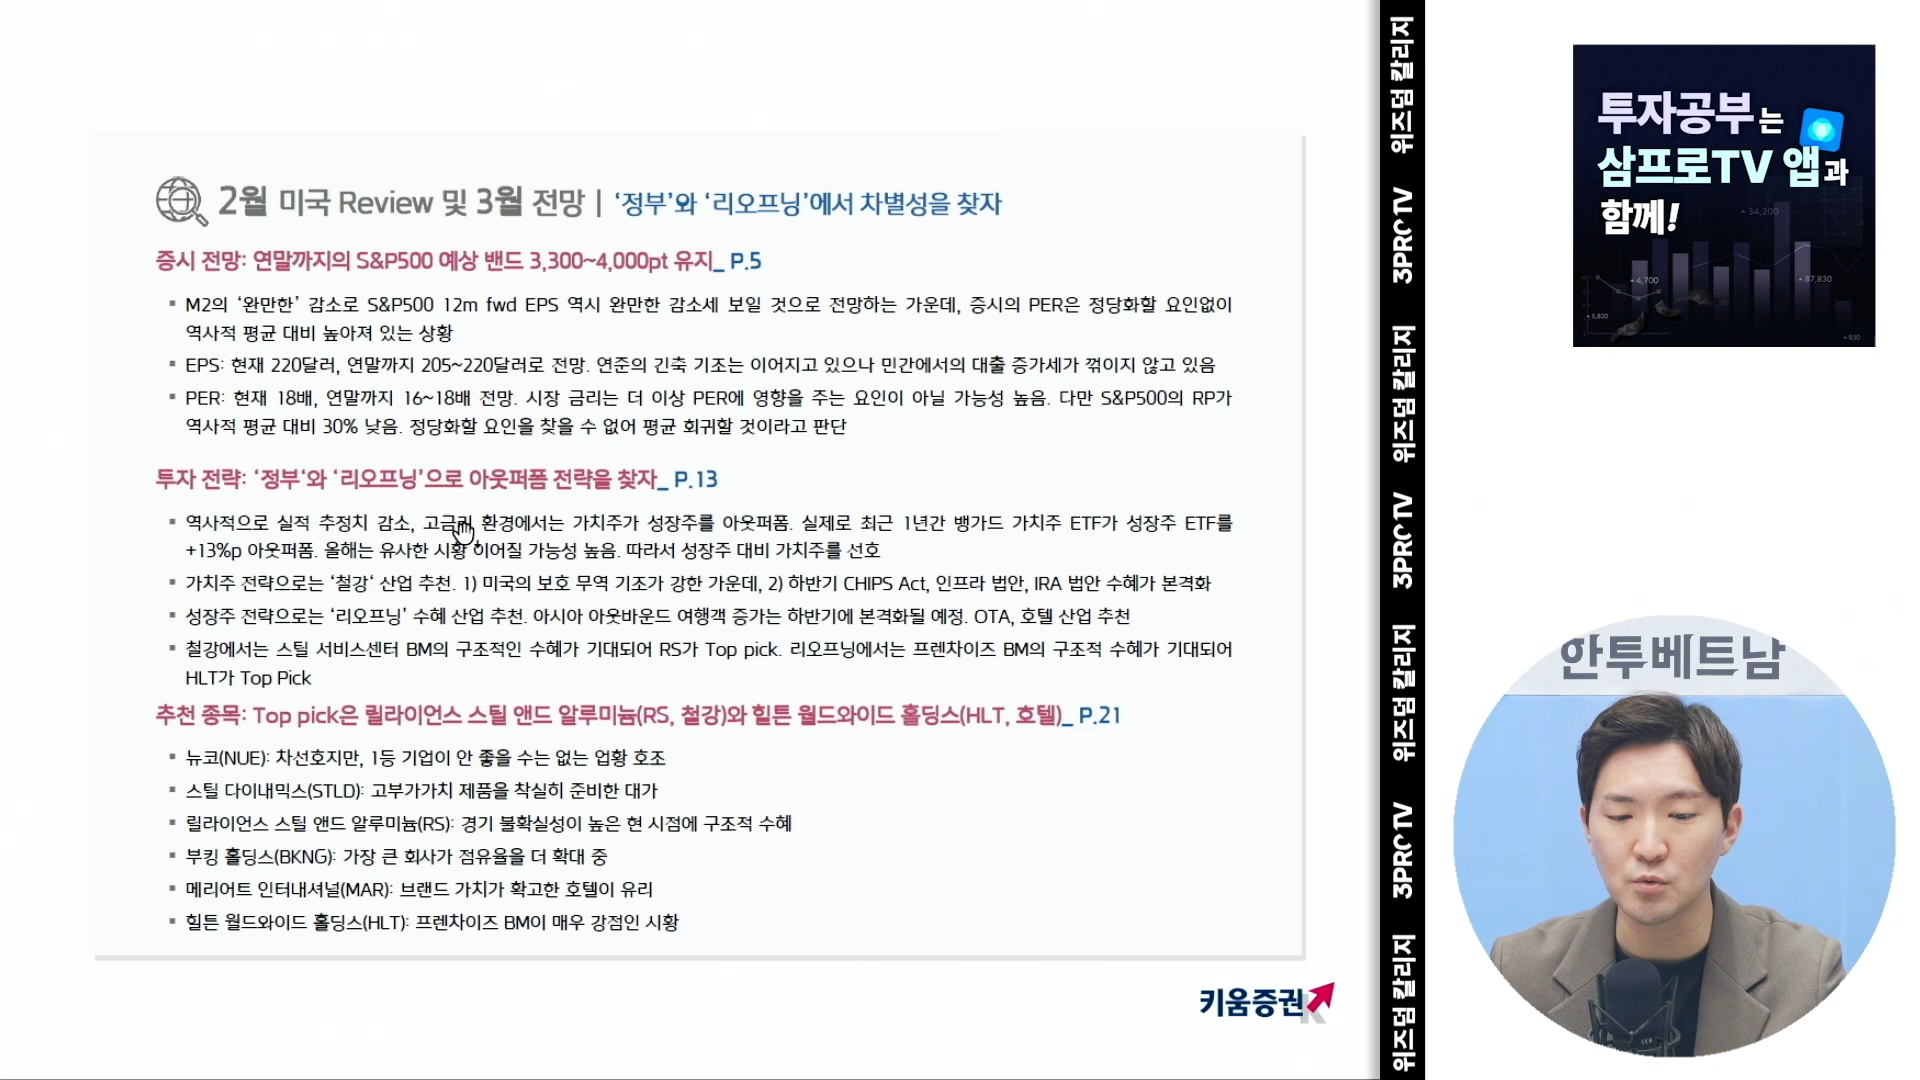 2월 미국 Review 및 3월 전망 | ‘정부’와 ‘리오프닝’에서 차별성을 찾자
증시 전망: 연말까지의 S&P500 예상 밴드 3,300~4,000pt 유지_ P.5
▪ M2의 ‘완만한’ 감소로 S&P500 12m fwd EPS 역시 완만한 감소세 보일 것으로 전망하는 가운데, 증시의 PER은 정당화할 요인없이
역사적 평균 대비 높아져 있는 상황
▪ EPS: 현재 220달러, 연말까지 205~220달러로 전망. 연준의 긴축 기조는 이어지고 있으나 민간에서의 대출 증가세가 꺾이지 않고 있음
▪ PER: 현재 18배, 연말까지 16~18배 전망. 시장 금리는 더 이상 PER에 영향을 주는 요인이 아닐 가능성 높음. 다만 S&P500의 RP가
역사적 평균 대비 30% 낮음. 정당화할 요인을 찾을 수 없어 평균 회귀할 것이라고 판단
투자 전략: ‘정부‘와 ‘리오프닝’으로 아웃퍼폼 전략을 찾자_ P.13
▪ 역사적으로 실적 추정치 감소, 고금리 환경에서는 가치주가 성장주를 아웃퍼폼. 실제로 최근 1년간 뱅가드 가치주 ETF가 성장주 ETF를
+13%p 아웃퍼폼. 올해는 유사한 시황 이어질 가능성 높음. 따라서 성장주 대비 가치주를 선호
▪ 가치주 전략으로는 ‘철강‘ 산업 추천. 1) 미국의 보호 무역 기조가 강한 가운데, 2) 하반기 CHIPS Act, 인프라 법안, IRA 법안 수혜가 본격화
▪ 성장주 전략으로는 ‘리오프닝’ 수혜 산업 추천. 아시아 아웃바운드 여행객 증가는 하반기에 본격화될 예정. OTA, 호텔 산업 추천
▪ 철강에서는 스틸 서비스센터 BM의 구조적인 수혜가 기대되어 RS가 Top pick. 리오프닝에서는 프렌차이즈 BM의 구조적 수혜가 기대되어
HLT가 Top Pick
추천 종목: Top pick은 릴라이언스 스틸 앤드 알루미늄(RS, 철강)와 힐튼 월드와이드 홀딩스(HLT, 호텔)_ P.21
▪ 뉴코(NUE): 차선호지만, 1등 기업이 안 좋을 수는 없는 업황 호조
▪ 스틸 다이내믹스(STLD): 고부가가치 제품을 착실히 준비한 대가
▪ 릴라이언스 스틸 앤드 알루미늄(RS): 경기 불확실성이 높은 현 시점에 구조적 수혜
▪ 부킹 홀딩스(BKNG): 가장 큰 회사가 점유율을 더 확대 중
▪ 메리어트 인터내셔널(MAR): 브랜드 가치가 확고한 호텔이 유리
▪ 힐튼 월드와이드 홀딩스(HLT): 프렌차이즈 BM이 매우 강점인 시황
키움증권
위즈덤 칼리지
3PROTV
위즈덤 칼리지
3PROTV
위즈덤 칼리지
3PROTV
위즈덤 칼리지
투자공부는
삼프로TV 앱과
함께!
34,200
4,700
87,830
5,820
930
안투베트남